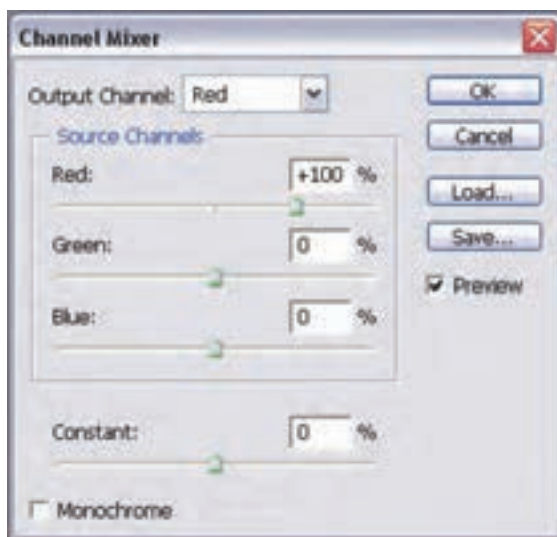 Channel Mixer
Output Channel: Red
OK
Source Channels
Cancel
Red: +100 %
Load...
Green: 0 %
Save...
Preview
Blue: 0 %
Constant: 0 %
Monochrome